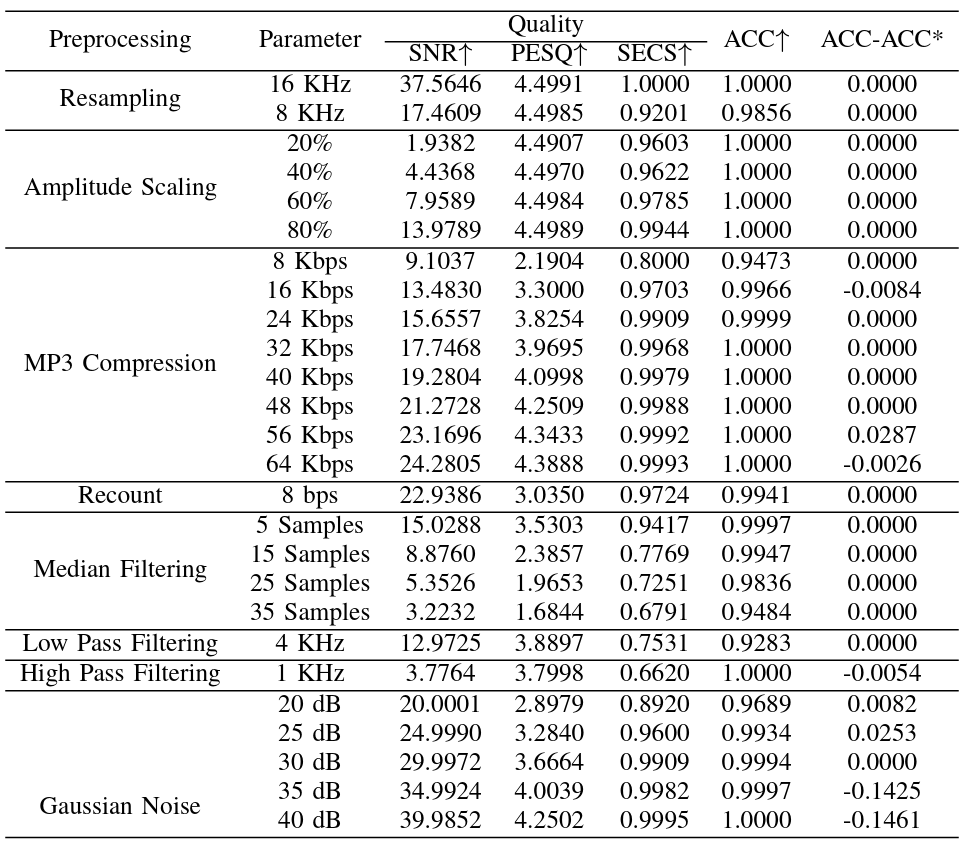 Preprocessing Parameter Quality ACC↑ ACC-ACC*
SNR↑ PESQ↑ SECS↑
Resampling 16 KHz 37.5646 4.4991 1.0000 1.0000 0.0000
8 KHz 17.4609 4.4985 0.9201 0.9856 0.0000
Amplitude Scaling 20% 1.9382 4.4907 0.9603 1.0000 0.0000
40% 4.4368 4.4970 0.9622 1.0000 0.0000
60% 7.9589 4.4984 0.9785 1.0000 0.0000
80% 13.9789 4.4989 0.9944 1.0000 0.0000
MP3 Compression 8 Kbps 9.1037 2.1904 0.8000 0.9473 0.0000
16 Kbps 13.4830 3.3000 0.9703 0.9966 -0.0084
24 Kbps 15.6557 3.8254 0.9909 0.9999 0.0000
32 Kbps 17.7468 3.9695 0.9968 1.0000 0.0000
40 Kbps 19.2804 4.0998 0.9979 1.0000 0.0000
48 Kbps 21.2728 4.2509 0.9988 1.0000 0.0000
56 Kbps 23.1696 4.3433 0.9992 1.0000 0.0287
64 Kbps 24.2805 4.3888 0.9993 1.0000 -0.0026
Recount 8 bps 22.9386 3.0350 0.9724 0.9941 0.0000
Median Filtering 5 Samples 15.0288 3.5303 0.9417 0.9997 0.0000
15 Samples 8.8760 2.3857 0.7769 0.9947 0.0000
25 Samples 5.3526 1.9653 0.7251 0.9836 0.0000
35 Samples 3.2232 1.6844 0.6791 0.9484 0.0000
Low Pass Filtering 4 KHz 12.9725 3.8897 0.7531 0.9283 0.0000
High Pass Filtering 1 KHz 3.7764 3.7998 0.6620 1.0000 -0.0054
Gaussian Noise 20 dB 20.0001 2.8979 0.8920 0.9689 0.0082
25 dB 24.9990 3.2840 0.9600 0.9934 0.0253
30 dB 29.9972 3.6664 0.9909 0.9994 0.0000
35 dB 34.9924 4.0039 0.9982 0.9997 -0.1425
40 dB 39.9852 4.2502 0.9995 1.0000 -0.1461